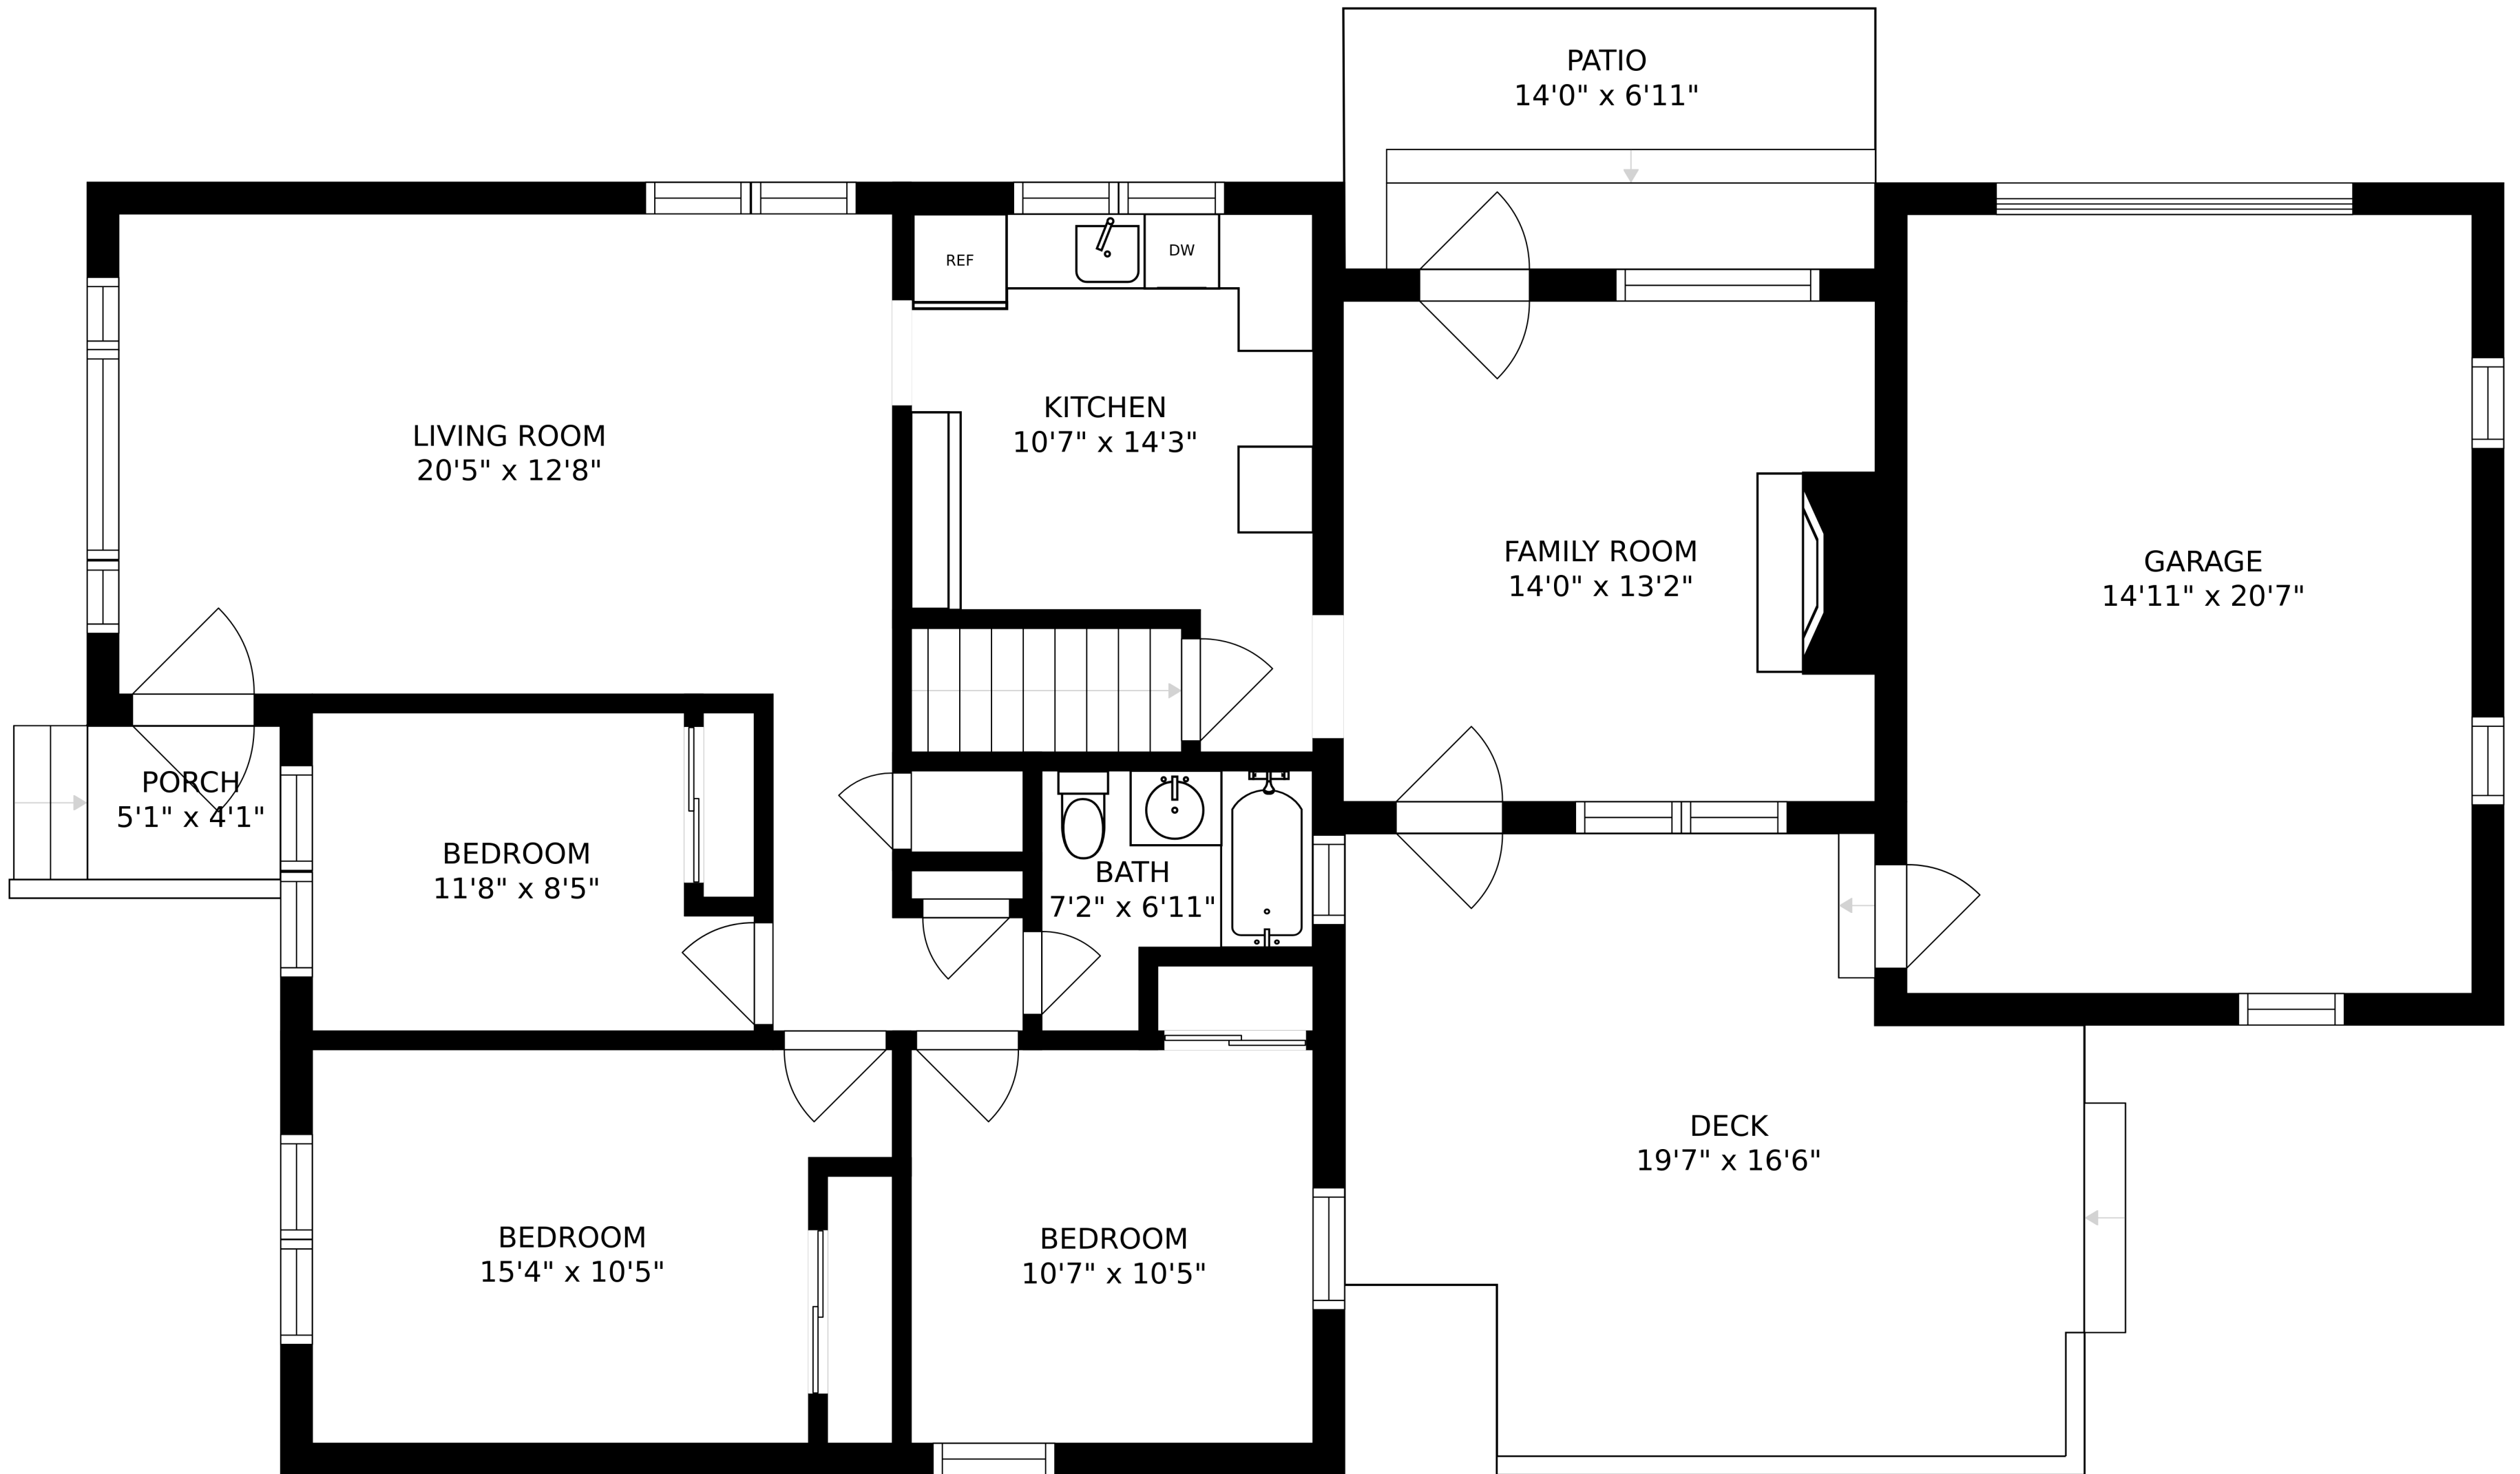 PATIO
14'0" x 6'11"
REF
DW
KITCHEN
10'7" x 14'3"
LIVING ROOM
20'5" x 12'8"
FAMILY ROOM
14'0" x 13'2"
GARAGE
14'11" x 20'7"
PORCH
5'1" x 4'1"
BEDROOM
11'8" x 8'5"
BATH
7'2" x 6'11"
DECK
19'7" x 16'6"
BEDROOM
15'4" x 10'5"
BEDROOM
10'7" x 10'5"